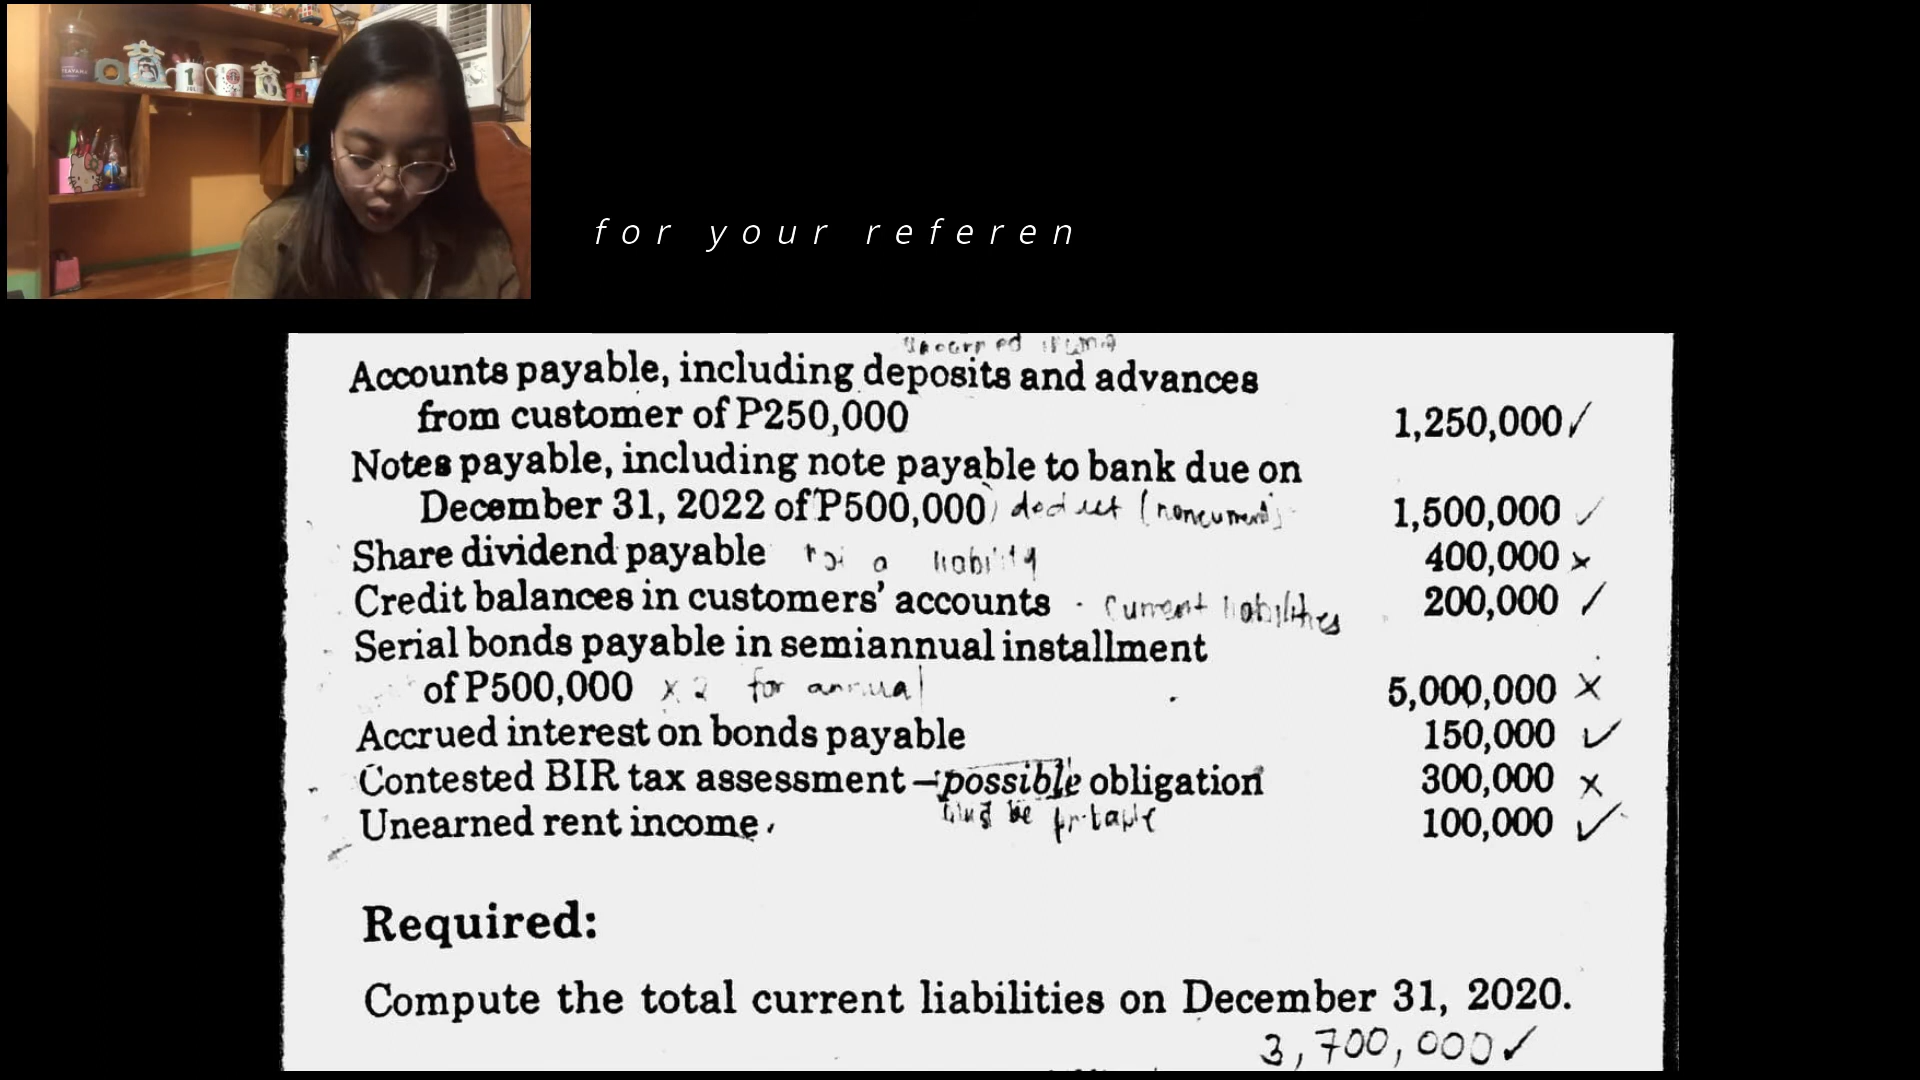 for your referen
Accounts payable, including deposits and advances
from customer of P250,000 1,250,000 ✓
Notes payable, including note payable to bank due on
December 31, 2022 of P500,000) deduct (noncurrent) 1,500,000 ✓
Share dividend payable a liability 400,000 x
Credit balances in customers' accounts · current liabilities 200,000 /
Serial bonds payable in semiannual installment
of P500,000 x 2 for annual 5,000,000 x
Accrued interest on bonds payable 150,000 ✓
Contested BIR tax assessment – possible obligation 300,000 x
be
Unearned rent income 100,000 ✓
Required:
Compute the total current liabilities on December 31, 2020.
3,700,000 ✓